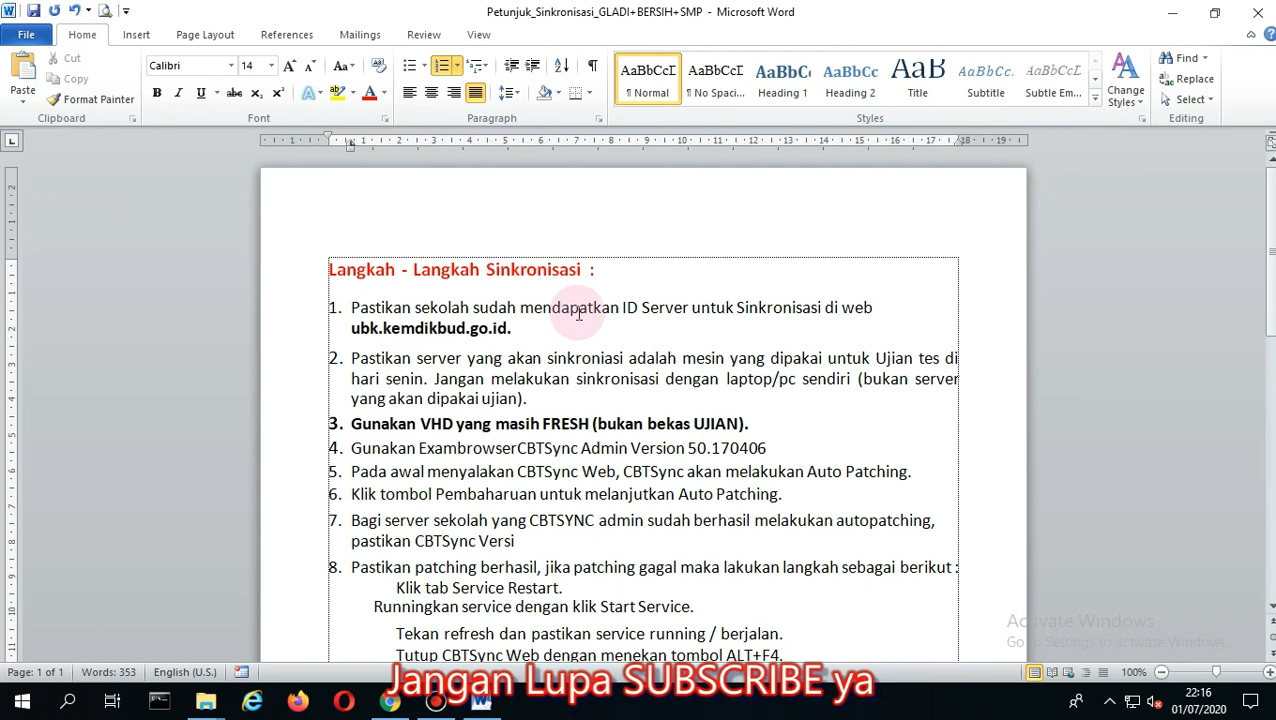 Petunjuk_Sinkronisasi_GLADI+BERSIH+SMP - Microsoft Word
File Home Insert Page Layout References Mailings Review View
Paste
Cut
Copy
Format Painter
Clipboard
Calibri 14
Font
Paragraph
AaBbCcDc
¶ Normal
AaBbCcDc
¶ No Spaci...
AaBbCc
Heading 1
AaBbCc
Heading 2
AaB
Title
AaBbCc.
Subtitle
AaBbCcDc
Subtle Em...
Change Styles
Styles
Find
Replace
Select
Editing
Langkah - Langkah Sinkronisasi :
1. Pastikan sekolah sudah mendapatkan ID Server untuk Sinkronisasi di web
ubk.kemdikbud.go.id.
2. Pastikan server yang akan sinkroniasi adalah mesin yang dipakai untuk Ujian tes di
hari senin. Jangan melakukan sinkronisasi dengan laptop/pc sendiri (bukan server
yang akan dipakai ujian).
3. Gunakan VHD yang masih FRESH (bukan bekas UJIAN).
4. Gunakan ExambrowserCBTSync Admin Version 50.170406
5. Pada awal menyalakan CBTSync Web, CBTSync akan melakukan Auto Patching.
6. Klik tombol Pembaharuan untuk melanjutkan Auto Patching.
7. Bagi server sekolah yang CBTSYNC admin sudah berhasil melakukan autopatching,
pastikan CBTSync Versi
8. Pastikan patching berhasil, jika patching gagal maka lakukan langkah sebagai berikut :
Klik tab Service Restart.
Runningkan service dengan klik Start Service.
Tekan refresh dan pastikan service running / berjalan.
Tutup CBTSync Web dengan menekan tombol ALT+F4.
Activate Windows
Go to Settings to activate Windows.
Page: 1 of 1 Words: 353 English (U.S.) 100%
Jangan Lupa SUBSCRIBE ya
22:16
01/07/2020